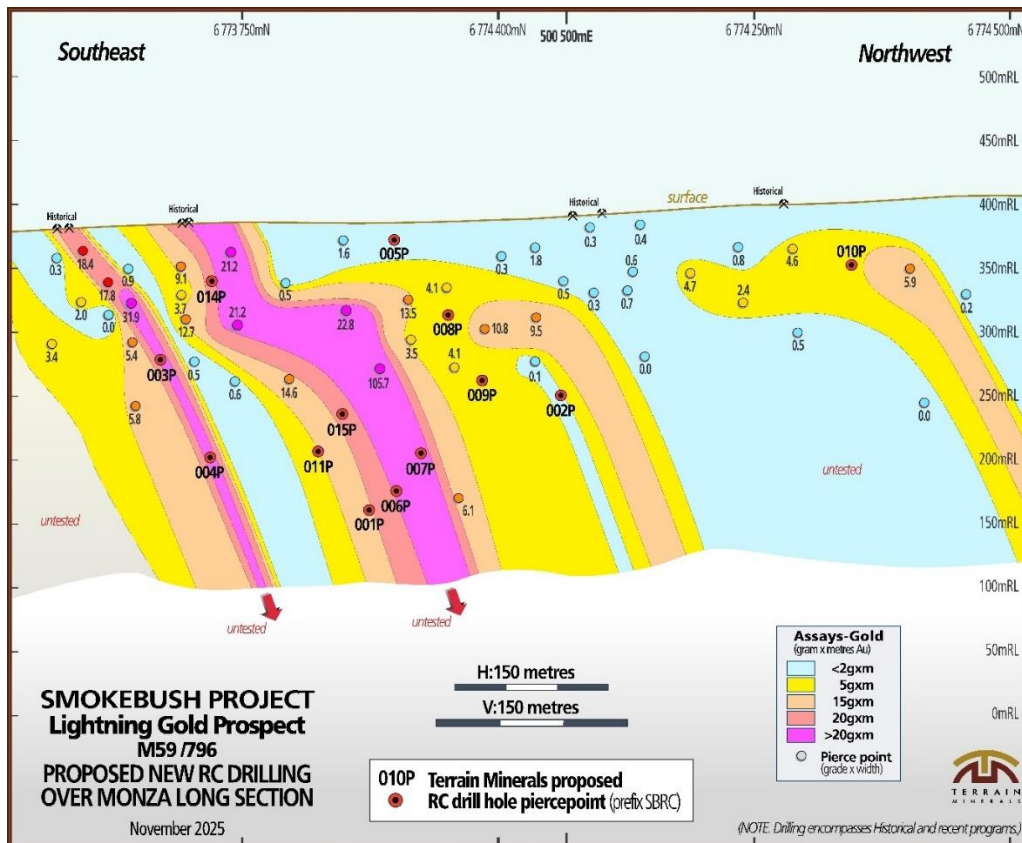 6 773 750mN
6 774 400mN
500 500mE
6 774 250mN
6 774 500mN
Southeast
Northwest
500mRL
450mRL
400mRL
350mRL
300mRL
250mRL
200mRL
150mRL
100mRL
50mRL
0mRL
Historical
Historical
Historical
surface
0.3
18.4
17.8
0.9
2.0
0.0
31.9
3.4
5.4
003P
5.8
004P
9.1
3.7
12.7
014P
21.2
21.2
0.5
0.6
0.5
14.6
1.6
005P
22.8
105.7
015P
011P
007P
006P
001P
6.1
13.5
3.5
4.1
008P
4.1
009P
10.8
9.5
0.3
1.8
0.5
0.1
002P
0.3
0.3
0.4
0.6
0.7
0.0
4.7
0.8
2.4
4.6
0.5
010P
5.9
0.3
0.0
untested
untested
untested
untested
H:150 metres
V:150 metres
SMOKEBUSH PROJECT
Lightning Gold Prospect
M59 /796
PROPOSED NEW RC DRILLING
OVER MONZA LONG SECTION
November 2025
010P Terrain Minerals proposed
RC drill hole piercepoint (prefix SBRC)
Assays-Gold
(gram x metres Au)
<2gxm
5gxm
15gxm
20gxm
>20gxm
Pierce point
(grade x width)
TERRAIN
MINERALS
(NOTE. Drilling encompasses Historical and recent programs.)